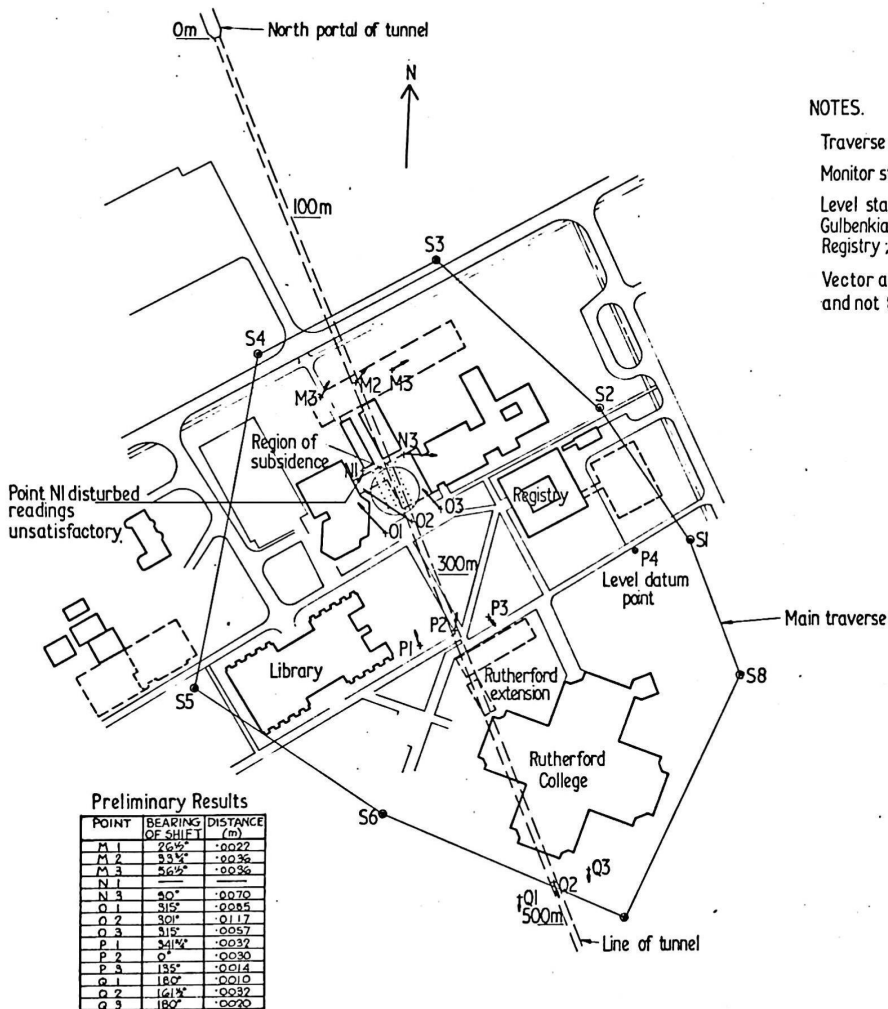 0m
North portal of tunnel
N
NOTES.
Traverse
Monitor s
Level sta
Gulbenkia
Registry ;
Vector a
and not
100m
S3
S4
M3
M2
M3
S2
Region of
subsidence
N3
N1
Point N1 disturbed
readings
unsatisfactory
Registry
O3
O2
O1
S1
P4
Level datum
point
300m
P3
P2
P1
Main traverse
Library
Rutherford
extension
S8
S5
Rutherford
College
S6
Preliminary Results
POINT BEARING OF SHIFT DISTANCE (m)
M 1 26½° ·0022
M 2 33¾° ·0036
M 3 56½° ·0036
N 1 — —
N 3 90° ·0070
O 1 315° ·0085
O 2 301° ·0117
O 3 315° ·0057
P 1 341¾° ·0032
P 2 0° ·0030
P 3 135° ·0014
Q 1 180° ·0010
Q 2 161½° ·0032
Q 3 180° ·0020
Q3
Q2
Q1
500m
Line of tunnel